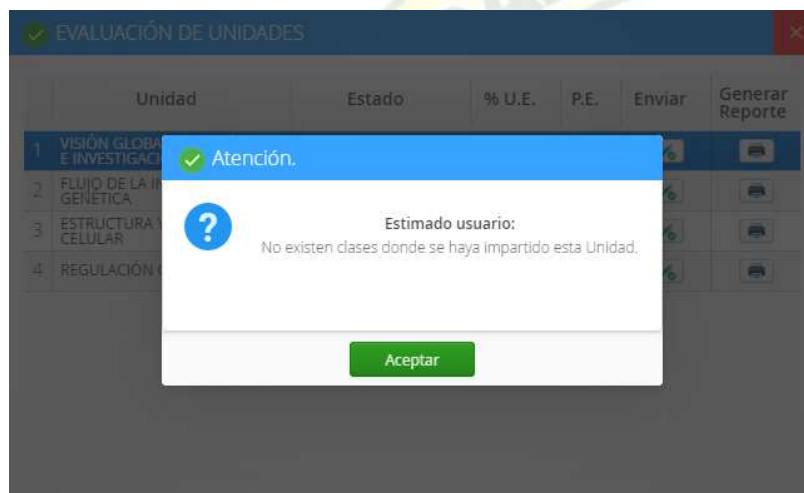 EVALUACIÓN DE UNIDADES
Unidad Estado % U.E. P.E. Enviar Generar
Reporte
1 VISIÓN GLOBA
E INVESTIGACI
2 FLUJO DE LA IN
GENÉTICA
3 ESTRUCTURA Y
CELULAR
4 REGULACIÓN
Atención.
Estimado usuario:
No existen clases donde se haya impartido esta Unidad.
Aceptar